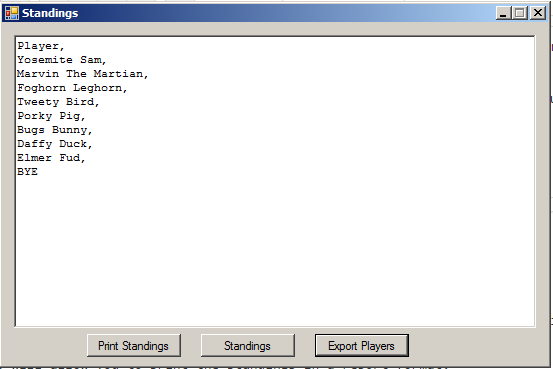 Standings
Player,
Yosemite Sam,
Marvin The Martian,
Foghorn Leghorn,
Tweety Bird,
Porky Pig,
Bugs Bunny,
Daffy Duck,
Elmer Fud,
BYE
Print Standings
Standings
Export Players